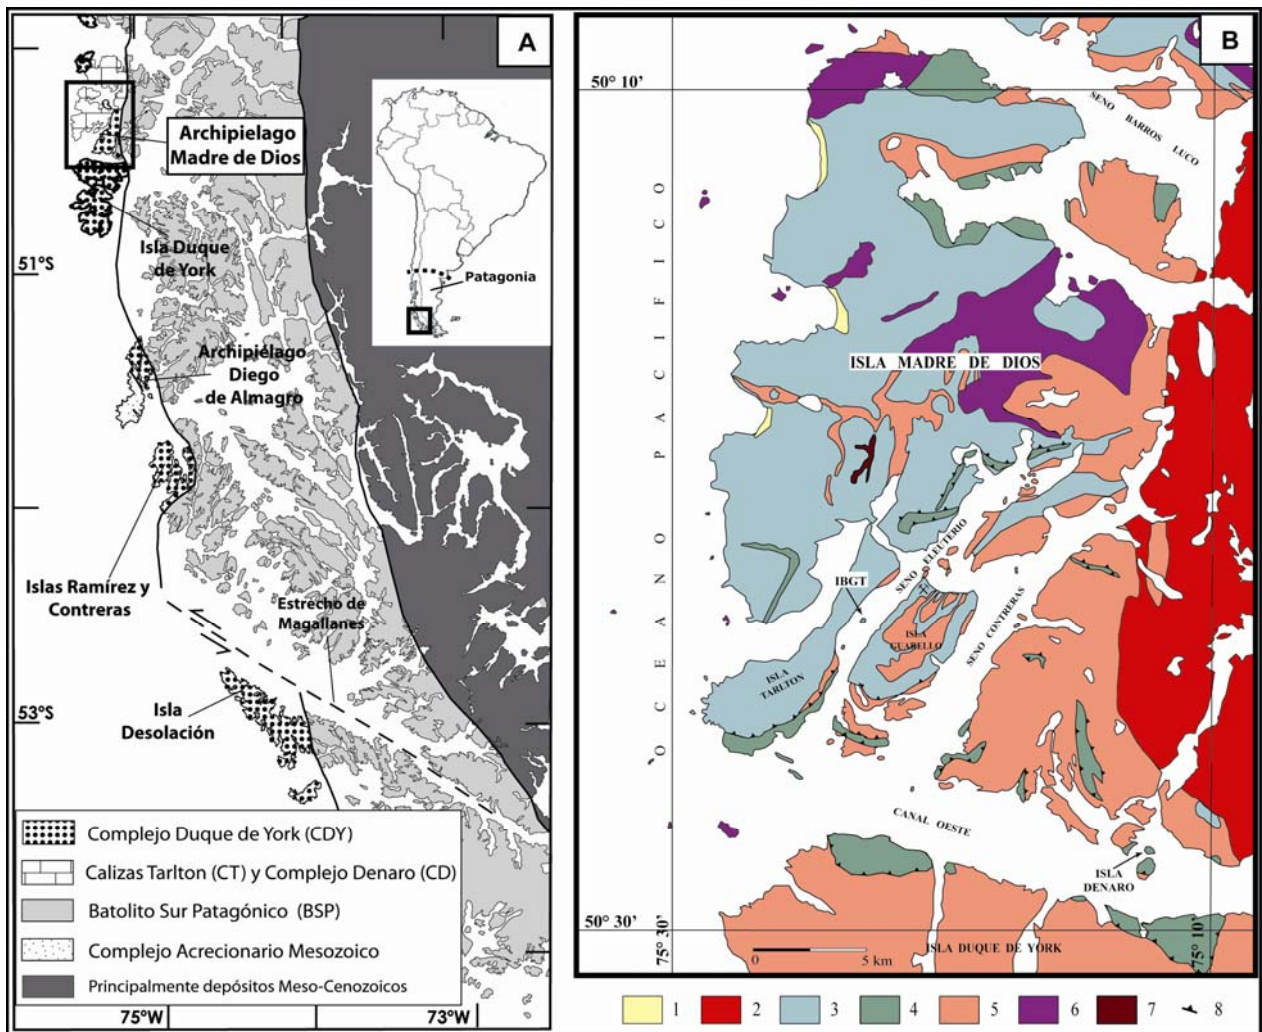 A
Archipielago
Madre de Dios
Isla Duque
de York
51°S
Patagonia
Archipiélago
Diego
de Almagro
Islas Ramírez y
Contreras
Estrecho de
Magallanes
Isla
Desolación
53°S
Complejo Duque de York (CDY)
Calizas Tarlton (CT) y Complejo Denaro (CD)
Batolito Sur Patagónico (BSP)
Complejo Acrecionario Mesozoico
Principalmente depósitos Meso-Cenozoicos
75°W
73°W
B
50° 10'
SENO BARROS LUCO
OCEANO PACIFICO
ISLA MADRE DE DIOS
SENO ELEUTERIO
IBGT
ISLA
GUARELLO
SENO CONTRERAS
ISLA
TARLTON
CANAL OESTE
ISLA
DENARO
50° 30'
75° 30'
75° 10'
ISLA DUQUE DE YORK
0 5 km
1 2 3 4 5 6 7 8